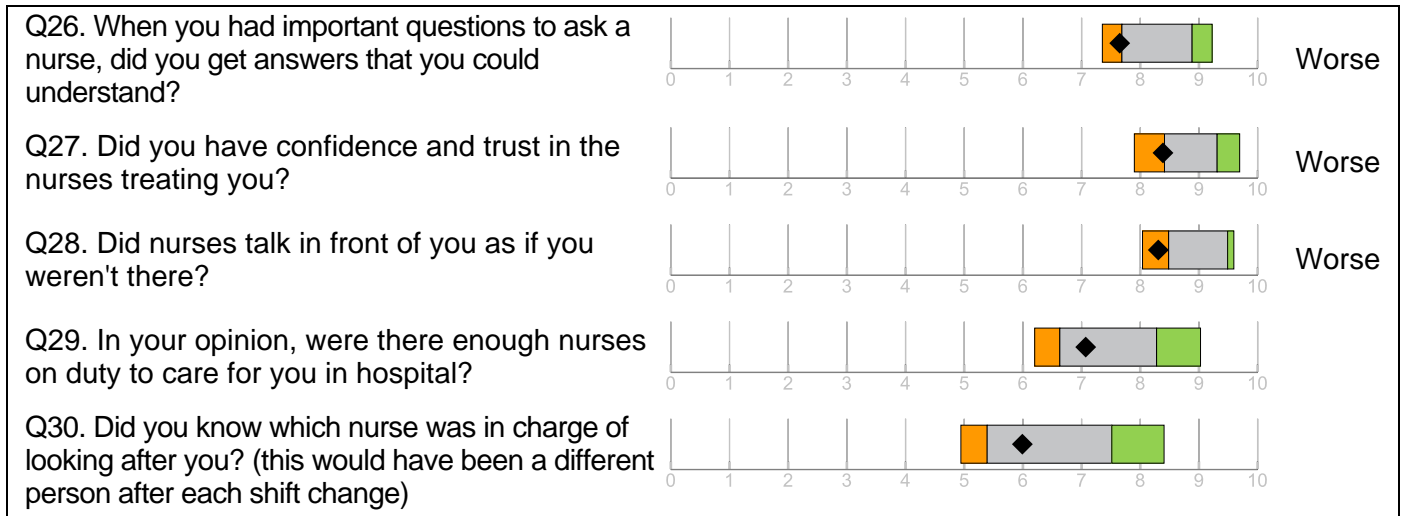 Q26. When you had important questions to ask a
nurse, did you get answers that you could
understand?
0 1 2 3 4 5 6 7 8 9 10
Worse
Q27. Did you have confidence and trust in the
nurses treating you?
0 1 2 3 4 5 6 7 8 9 10
Worse
Q28. Did nurses talk in front of you as if you
weren't there?
0 1 2 3 4 5 6 7 8 9 10
Worse
Q29. In your opinion, were there enough nurses
on duty to care for you in hospital?
0 1 2 3 4 5 6 7 8 9 10
Q30. Did you know which nurse was in charge of
looking after you? (this would have been a different
person after each shift change)
0 1 2 3 4 5 6 7 8 9 10